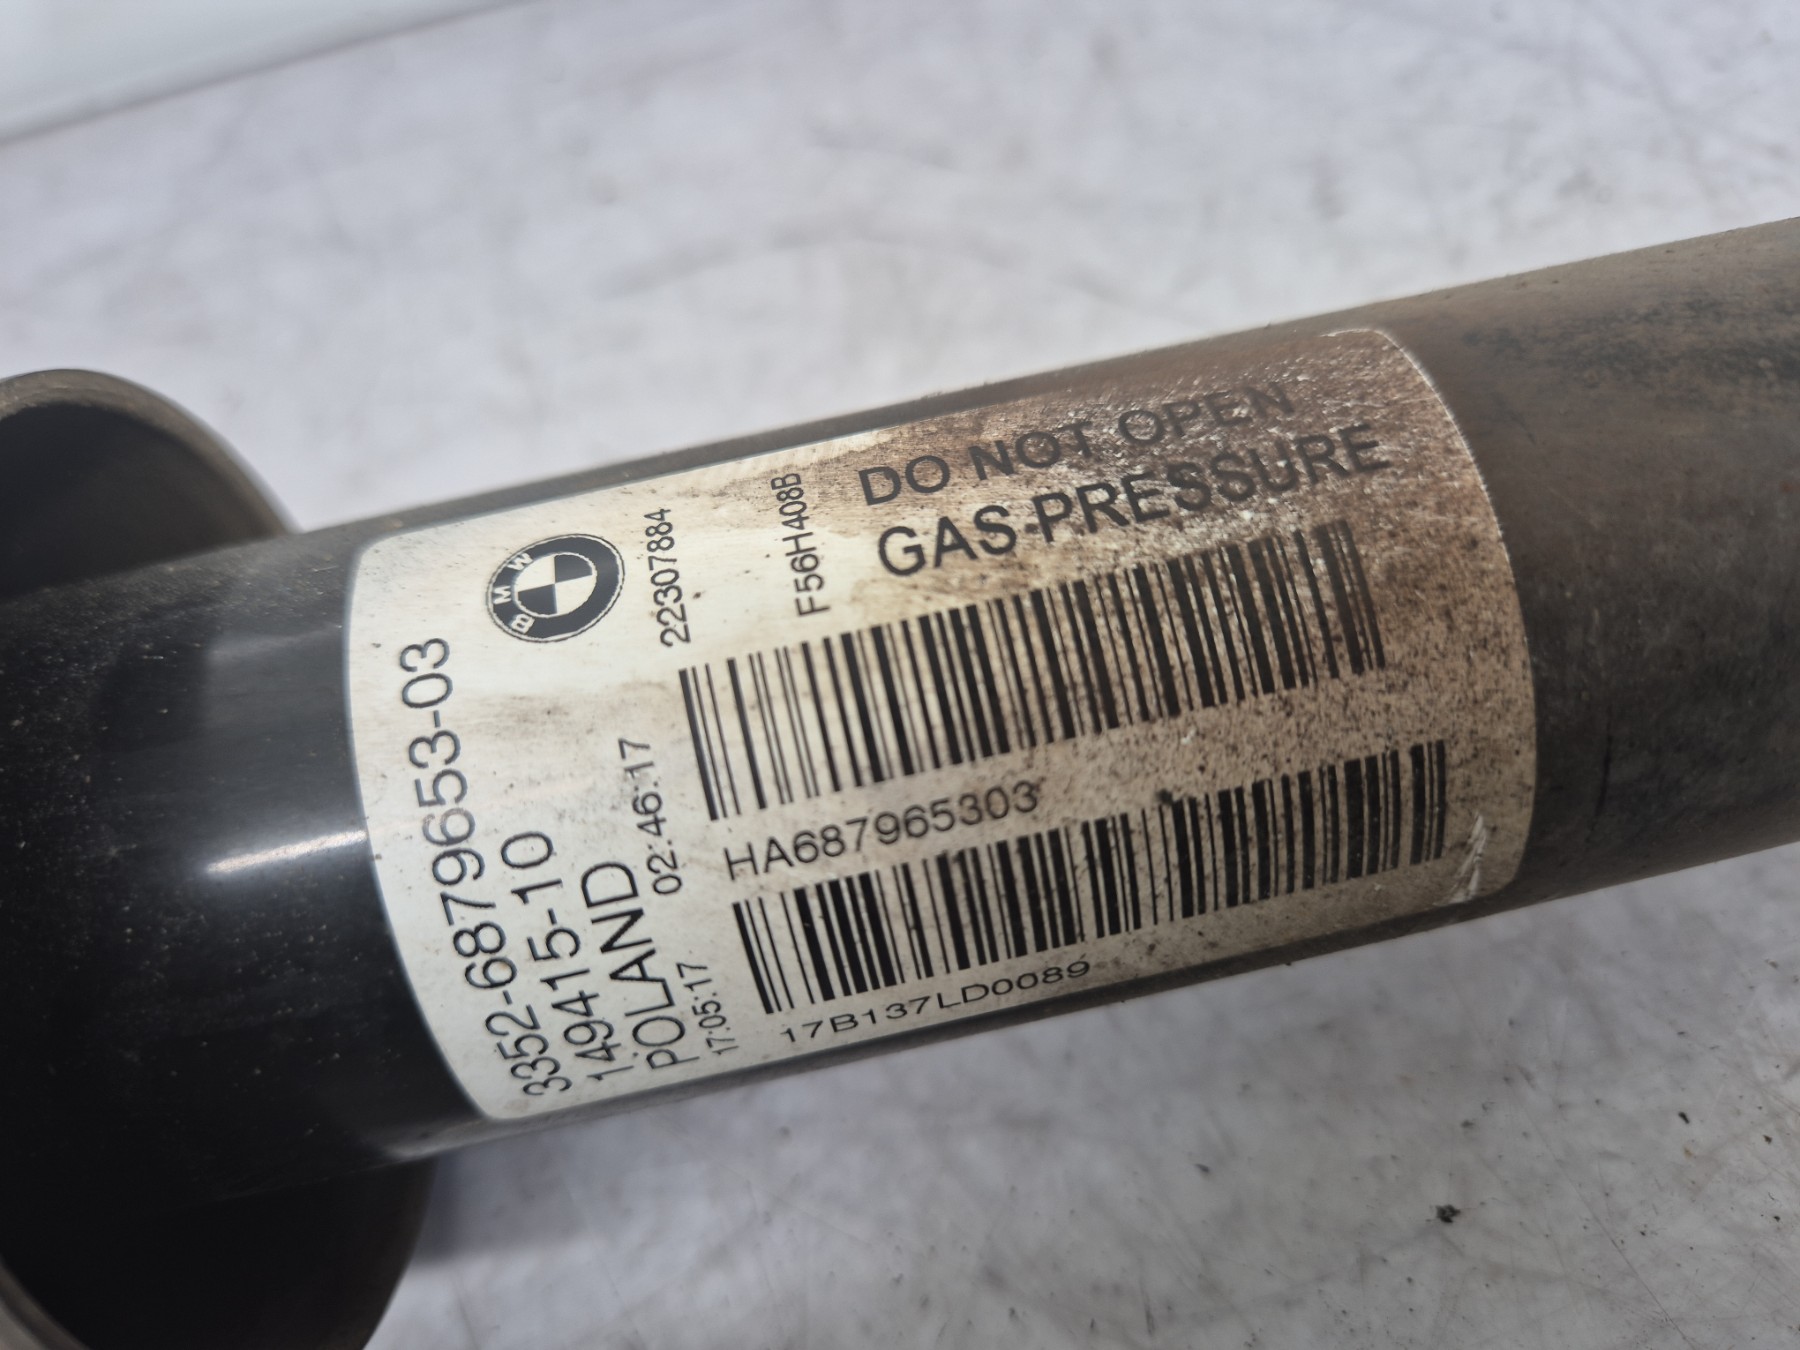 BMW
3352-6879653-03
149415-10
POLAND
17:05:17 02:46:17
22307884
F56H408B
DO NOT OPEN
GAS-PRESSURE
HA687965303
17B137LD0089